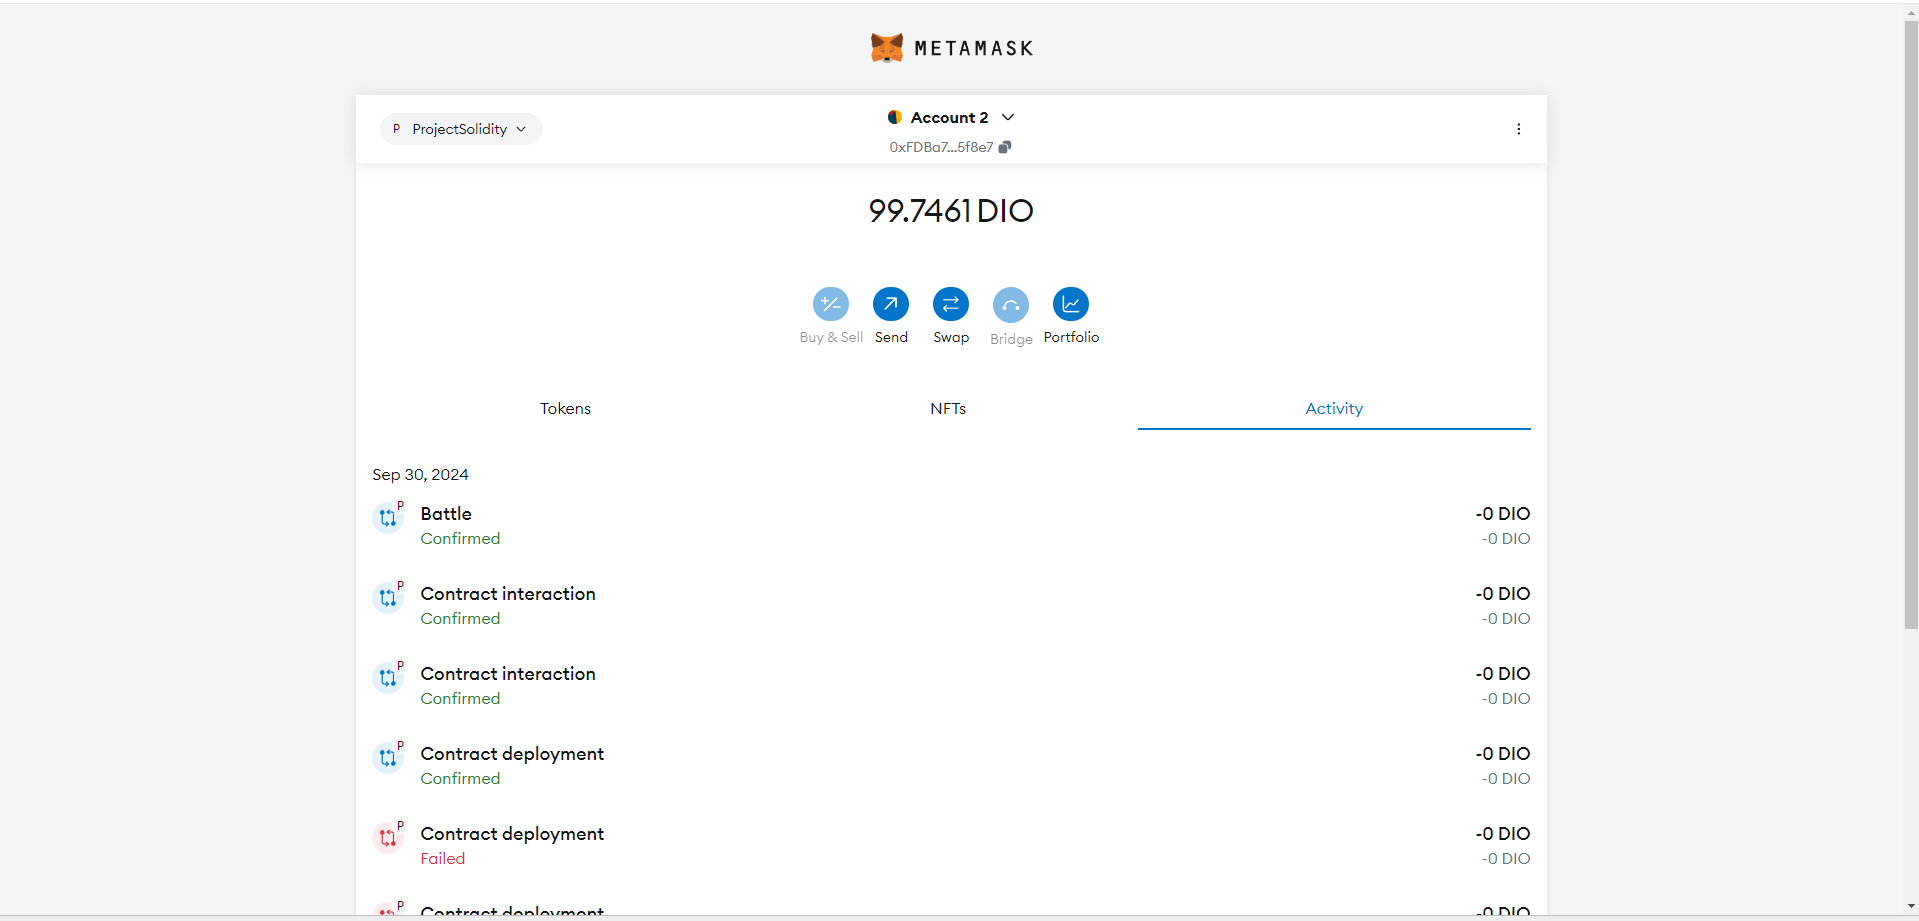 METAMASK
P ProjectSolidity
Account 2
0xFDBa7...5f8e7
99.7461 DIO
Buy & Sell
Send
Swap
Bridge
Portfolio
Tokens
NFTs
Activity
Sep 30, 2024
P
Battle
-0 DIO
Confirmed
-0 DIO
P
Contract interaction
-0 DIO
Confirmed
-0 DIO
P
Contract interaction
-0 DIO
Confirmed
-0 DIO
P
Contract deployment
-0 DIO
Confirmed
-0 DIO
P
Contract deployment
-0 DIO
Failed
-0 DIO
P
Contract deployment
-0 DIO